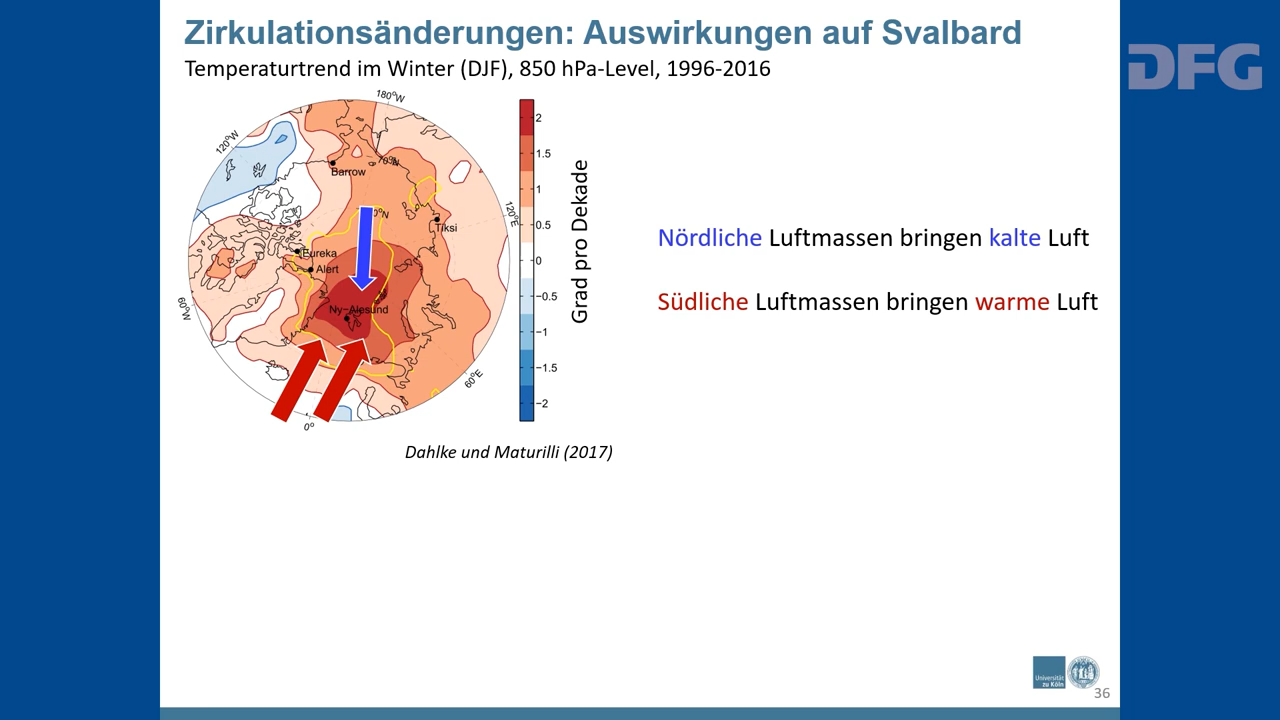 Zirkulationsänderungen: Auswirkungen auf Svalbard
Temperaturtrend im Winter (DJF), 850 hPa-Level, 1996-2016
DFG
180°W
120°W
70°N
Barrow
120°E
Tiksi
Eureka
Alert
Ny-Alesund
60°W
60°E
0°
2
1.5
1
0.5
0
−0.5
−1
−1.5
−2
Grad pro Dekade
Nördliche Luftmassen bringen kalte Luft
Südliche Luftmassen bringen warme Luft
Dahlke und Maturilli (2017)
Universität
zu Köln
36